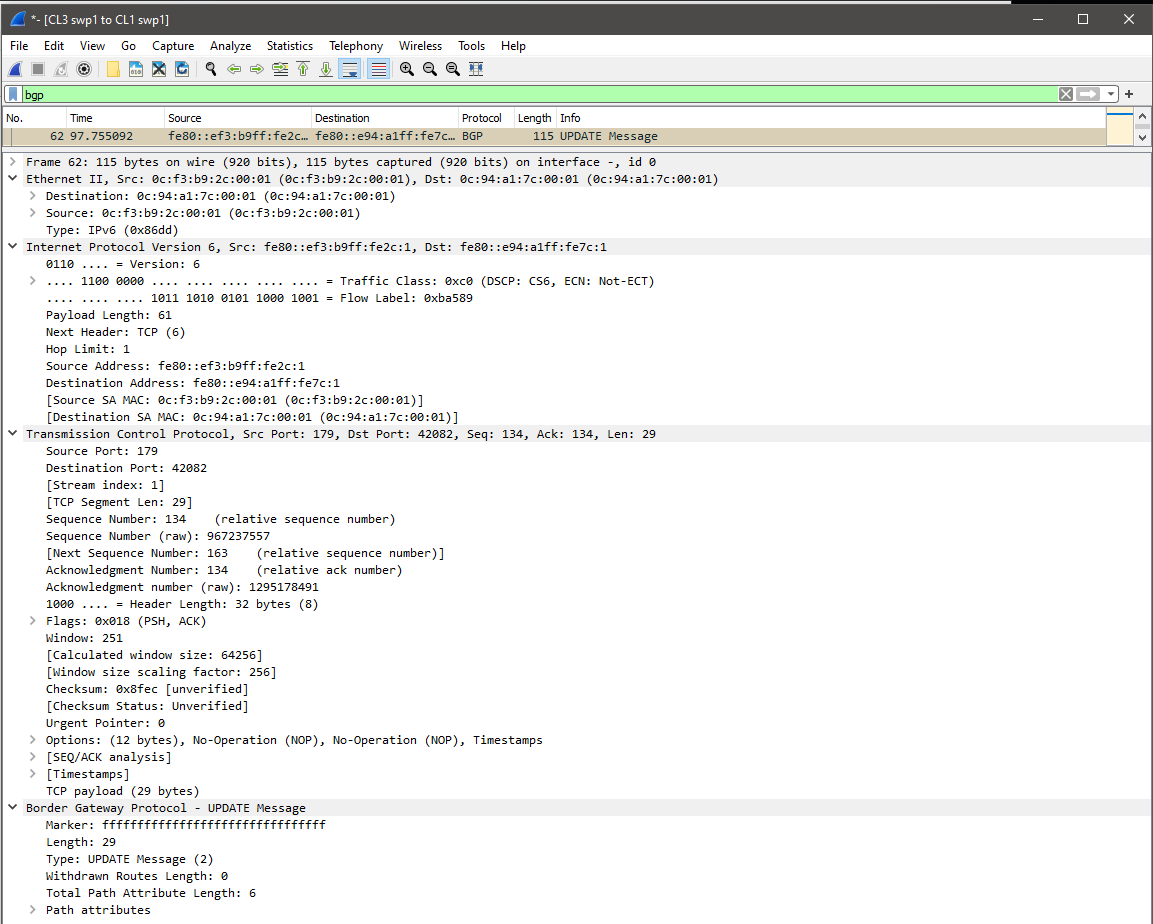 *- [CL3 swp1 to CL1 swp1]
File Edit View Go Capture Analyze Statistics Telephony Wireless Tools Help
bgp
No. Time Source Destination Protocol Length Info
62 97.755092 fe80::ef3:b9ff:fe2c… fe80::e94:a1ff:fe7c… BGP 115 UPDATE Message
Frame 62: 115 bytes on wire (920 bits), 115 bytes captured (920 bits) on interface -, id 0
Ethernet II, Src: 0c:f3:b9:2c:00:01 (0c:f3:b9:2c:00:01), Dst: 0c:94:a1:7c:00:01 (0c:94:a1:7c:00:01)
Destination: 0c:94:a1:7c:00:01 (0c:94:a1:7c:00:01)
Source: 0c:f3:b9:2c:00:01 (0c:f3:b9:2c:00:01)
Type: IPv6 (0x86dd)
Internet Protocol Version 6, Src: fe80::ef3:b9ff:fe2c:1, Dst: fe80::e94:a1ff:fe7c:1
0110 .... = Version: 6
.... 1100 0000 .... .... .... .... .... = Traffic Class: 0xc0 (DSCP: CS6, ECN: Not-ECT)
.... .... .... 1011 1010 0101 1000 1001 = Flow Label: 0xba589
Payload Length: 61
Next Header: TCP (6)
Hop Limit: 1
Source Address: fe80::ef3:b9ff:fe2c:1
Destination Address: fe80::e94:a1ff:fe7c:1
[Source SA MAC: 0c:f3:b9:2c:00:01 (0c:f3:b9:2c:00:01)]
[Destination SA MAC: 0c:94:a1:7c:00:01 (0c:94:a1:7c:00:01)]
Transmission Control Protocol, Src Port: 179, Dst Port: 42082, Seq: 134, Ack: 134, Len: 29
Source Port: 179
Destination Port: 42082
[Stream index: 1]
[TCP Segment Len: 29]
Sequence Number: 134 (relative sequence number)
Sequence Number (raw): 967237557
[Next Sequence Number: 163 (relative sequence number)]
Acknowledgment Number: 134 (relative ack number)
Acknowledgment number (raw): 1295178491
1000 .... = Header Length: 32 bytes (8)
Flags: 0x018 (PSH, ACK)
Window: 251
[Calculated window size: 64256]
[Window size scaling factor: 256]
Checksum: 0x8fec [unverified]
[Checksum Status: Unverified]
Urgent Pointer: 0
Options: (12 bytes), No-Operation (NOP), No-Operation (NOP), Timestamps
[SEQ/ACK analysis]
[Timestamps]
TCP payload (29 bytes)
Border Gateway Protocol - UPDATE Message
Marker: ffffffffffffffffffffffffffffffff
Length: 29
Type: UPDATE Message (2)
Withdrawn Routes Length: 0
Total Path Attribute Length: 6
Path attributes